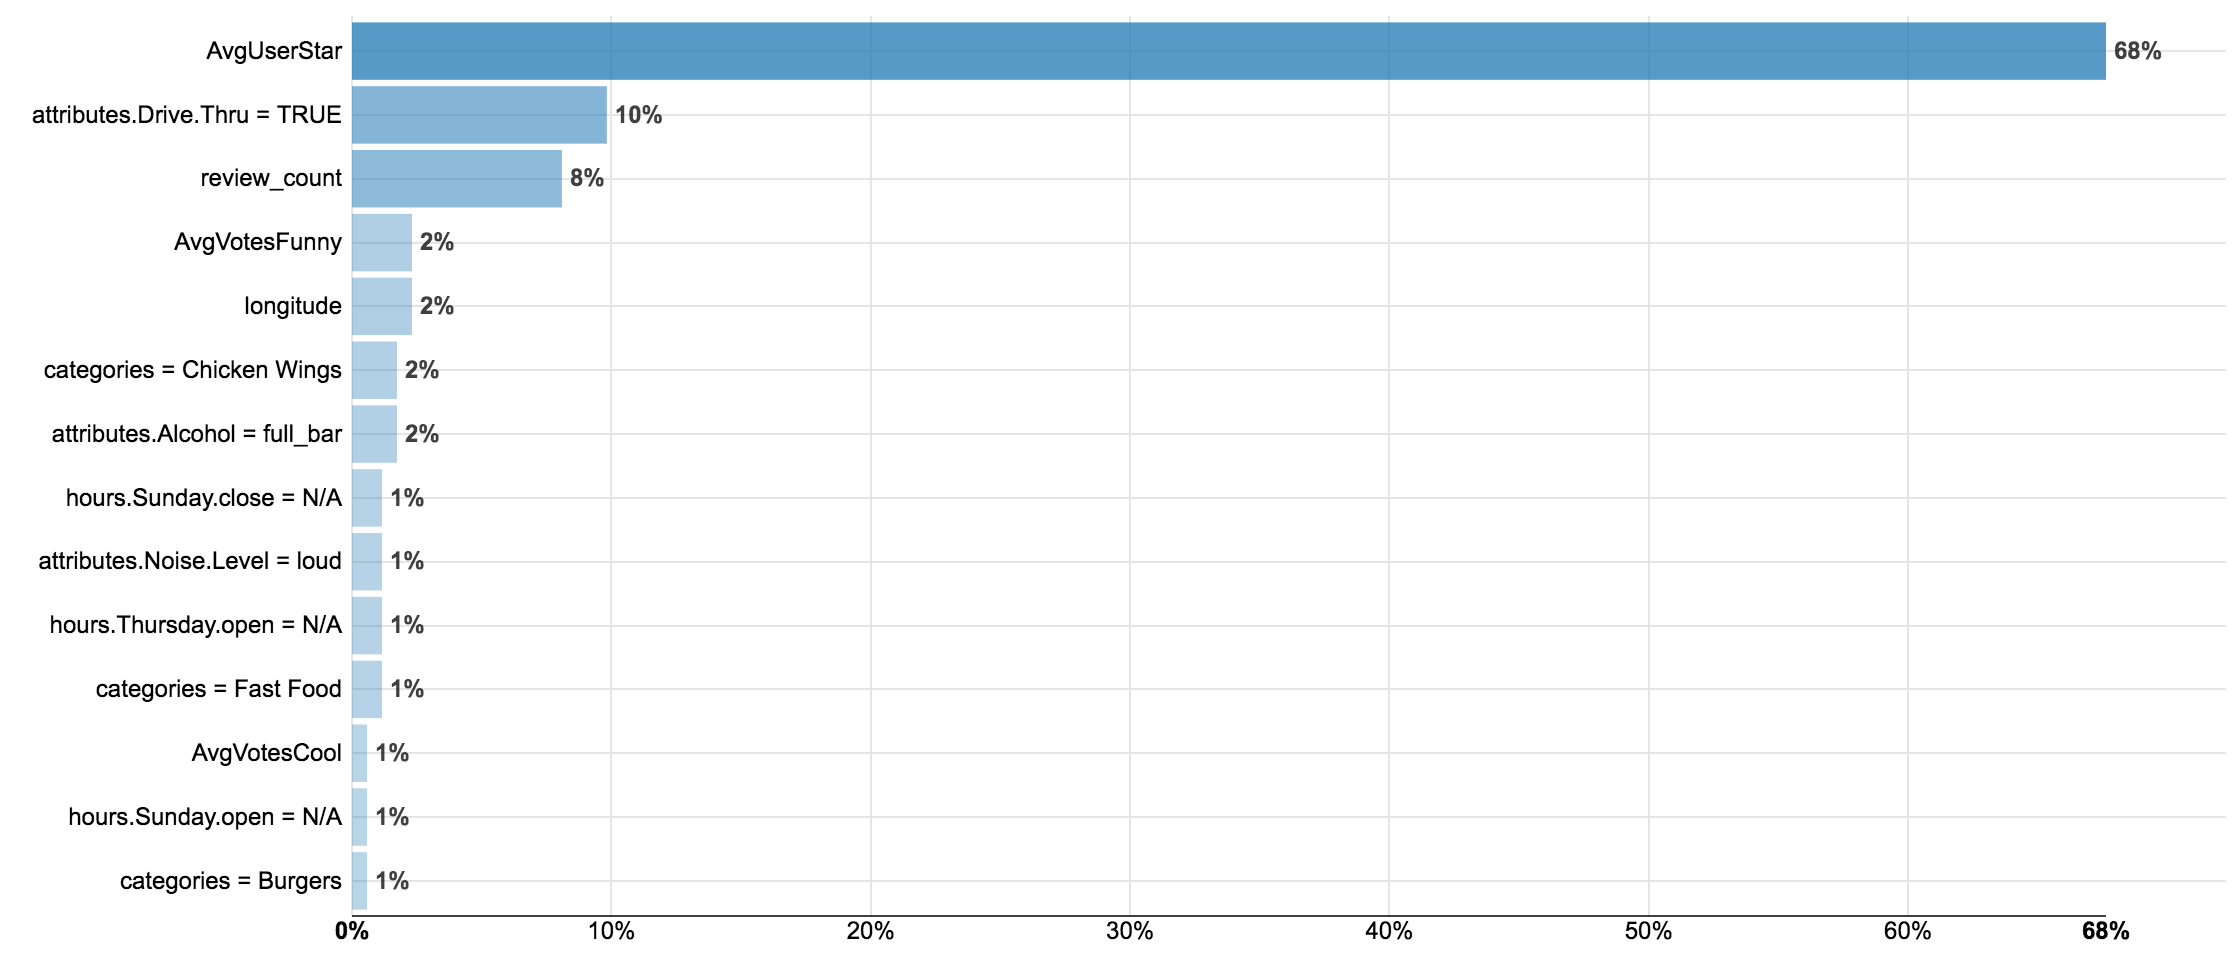 AvgUserStar 68%
attributes.Drive.Thru = TRUE 10%
review_count 8%
AvgVotesFunny 2%
longitude 2%
categories = Chicken Wings 2%
attributes.Alcohol = full_bar 2%
hours.Sunday.close = N/A 1%
attributes.Noise.Level = loud 1%
hours.Thursday.open = N/A 1%
categories = Fast Food 1%
AvgVotesCool 1%
hours.Sunday.open = N/A 1%
categories = Burgers 1%
0% 10% 20% 30% 40% 50% 60% 68%